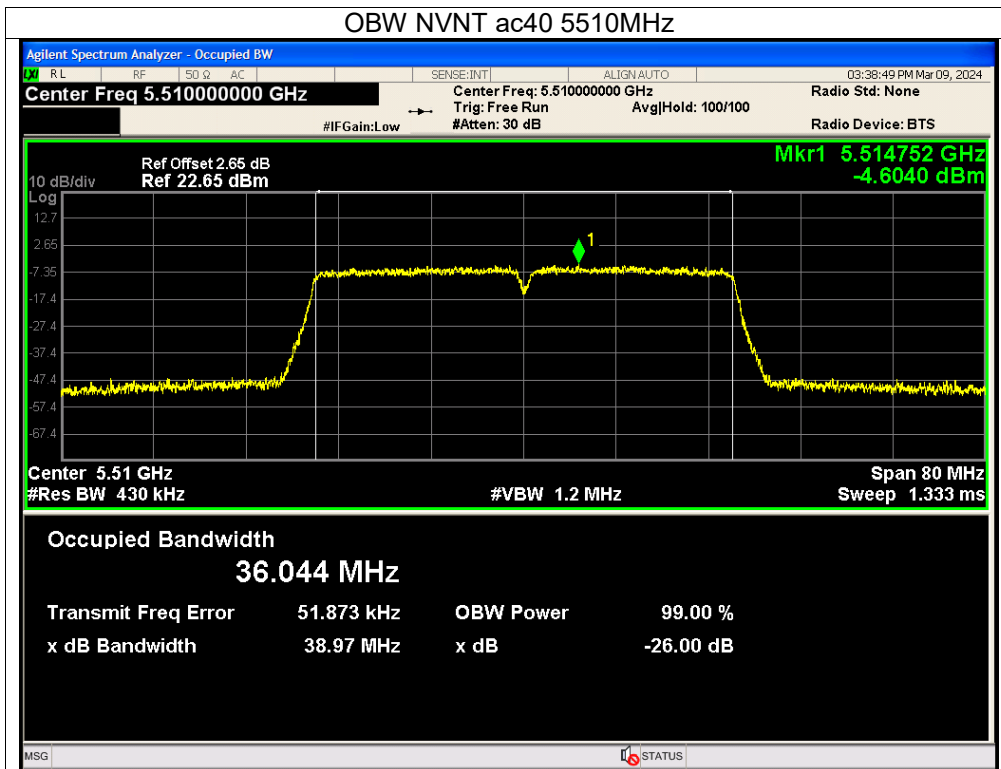 OBW NVNT ac40 5510MHz
Agilent Spectrum Analyzer - Occupied BW
LXI RL RF 50 Ω AC SENSE:INT ALIGN AUTO 03:38:49 PM Mar 09, 2024
Center Freq 5.510000000 GHz Center Freq: 5.510000000 GHz Radio Std: None
Trig: Free Run Avg|Hold: 100/100
#IFGain:Low #Atten: 30 dB Radio Device: BTS
Ref Offset 2.65 dB Mkr1 5.514752 GHz
10 dB/div Ref 22.65 dBm -4.6040 dBm
Log
12.7
2.65
1
-7.35
-17.4
-27.4
-37.4
-47.4
-57.4
-67.4
Center 5.51 GHz Span 80 MHz
#Res BW 430 kHz #VBW 1.2 MHz Sweep 1.333 ms
Occupied Bandwidth
36.044 MHz
Transmit Freq Error 51.873 kHz OBW Power 99.00 %
x dB Bandwidth 38.97 MHz x dB -26.00 dB
MSG STATUS